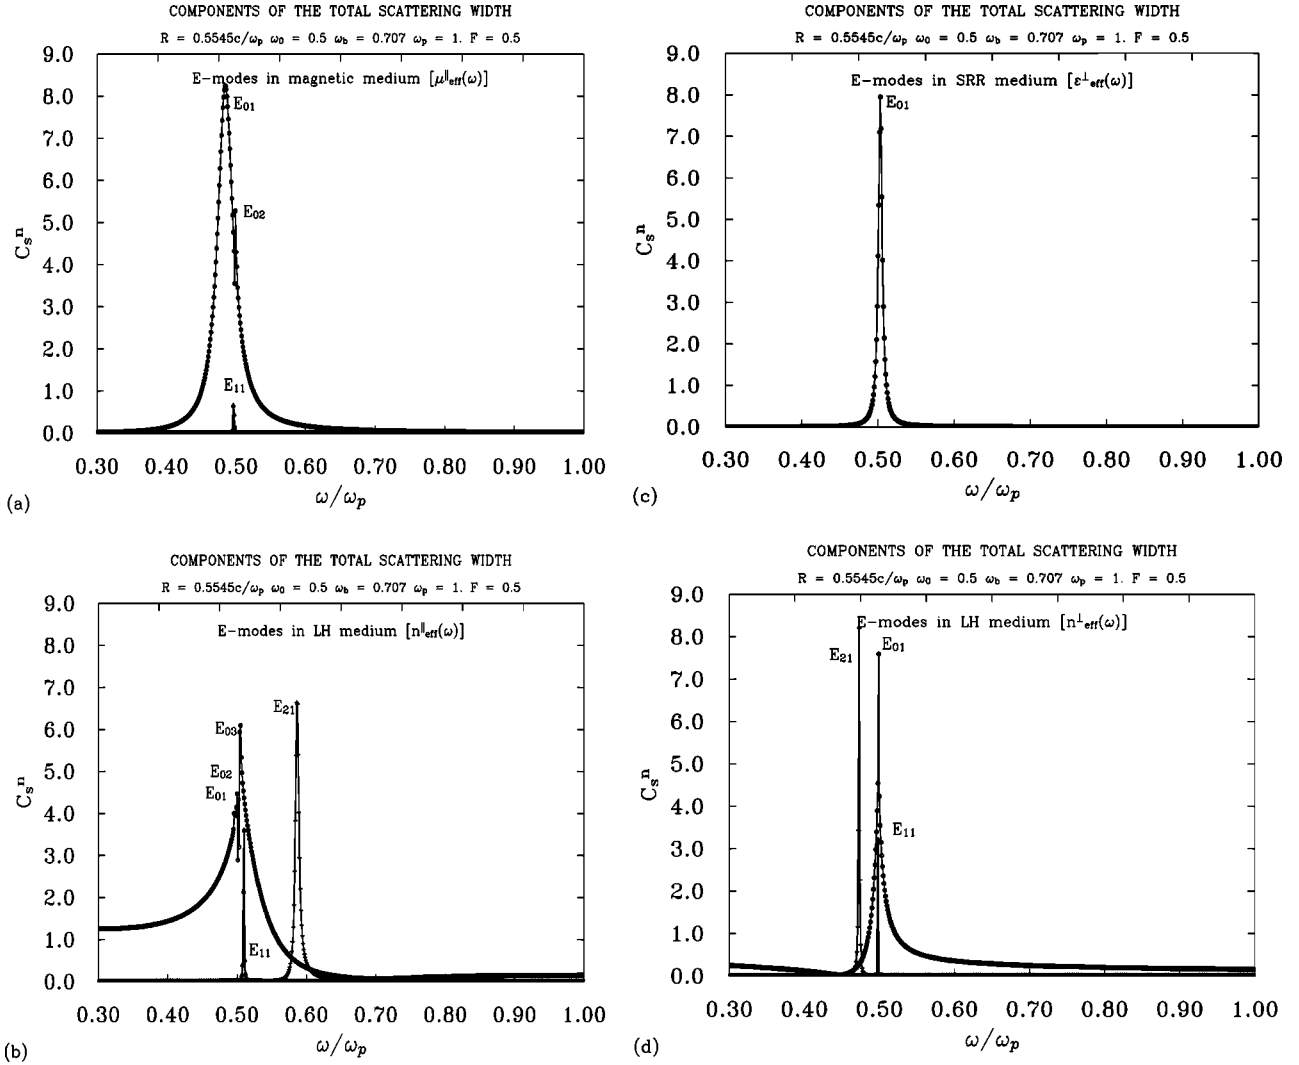 COMPONENTS OF THE TOTAL SCATTERING WIDTH
R = 0.5545c/ωₚ ω₀ = 0.5 ω_b = 0.707 ωₚ = 1. F = 0.5
E-modes in magnetic medium [μ^∥_eff(ω)]
E₀₁
E₀₂
E₁₁
C_s^n
9.0
8.0
7.0
6.0
5.0
4.0
3.0
2.0
1.0
0.0
0.30 0.40 0.50 0.60 0.70 0.80 0.90 1.00
ω/ωₚ
(a)
COMPONENTS OF THE TOTAL SCATTERING WIDTH
R = 0.5545c/ωₚ ω₀ = 0.5 ω_b = 0.707 ωₚ = 1. F = 0.5
E-modes in SRR medium [ε^⊥_eff(ω)]
E₀₁
C_s^n
9.0
8.0
7.0
6.0
5.0
4.0
3.0
2.0
1.0
0.0
0.30 0.40 0.50 0.60 0.70 0.80 0.90 1.00
ω/ωₚ
(c)
COMPONENTS OF THE TOTAL SCATTERING WIDTH
R = 0.5545c/ωₚ ω₀ = 0.5 ω_b = 0.707 ωₚ = 1. F = 0.5
E-modes in LH medium [n^∥_eff(ω)]
E₂₁
E₀₃
E₀₂
E₀₁
E₁₁
C_s^n
9.0
8.0
7.0
6.0
5.0
4.0
3.0
2.0
1.0
0.0
0.30 0.40 0.50 0.60 0.70 0.80 0.90 1.00
ω/ωₚ
(b)
COMPONENTS OF THE TOTAL SCATTERING WIDTH
R = 0.5545c/ωₚ ω₀ = 0.5 ω_b = 0.707 ωₚ = 1. F = 0.5
E-modes in LH medium [n^⊥_eff(ω)]
E₀₁
E₂₁
E₁₁
C_s^n
9.0
8.0
7.0
6.0
5.0
4.0
3.0
2.0
1.0
0.0
0.30 0.40 0.50 0.60 0.70 0.80 0.90 1.00
ω/ωₚ
(d)